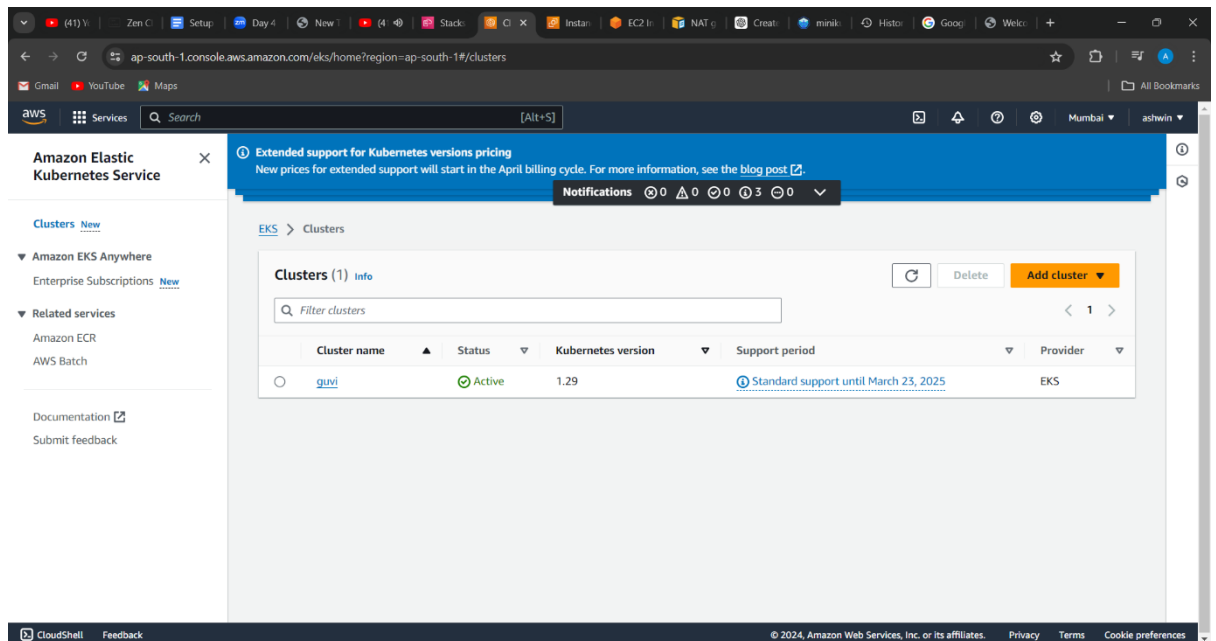 (41) Y
Zen Cl
Setup
Day 4
New T
(4
Stacks
Cl
Instan
EC2 In
NAT g
Create
minik
Histor
Goog
Welco
ap-south-1.console.aws.amazon.com/eks/home?region=ap-south-1#/clusters
Gmail YouTube Maps All Bookmarks
aws Services Search [Alt+S] Mumbai ashwin
Amazon Elastic
Kubernetes Service
Clusters New
Amazon EKS Anywhere
Enterprise Subscriptions New
Related services
Amazon ECR
AWS Batch
Documentation
Submit feedback
Extended support for Kubernetes versions pricing
New prices for extended support will start in the April billing cycle. For more information, see the blog post.
Notifications 0 0 0 3 0
EKS > Clusters
Clusters (1) Info Delete Add cluster
Filter clusters 1
Cluster name Status Kubernetes version Support period Provider
guvi Active 1.29 Standard support until March 23, 2025 EKS
CloudShell Feedback © 2024, Amazon Web Services, Inc. or its affiliates. Privacy Terms Cookie preferences